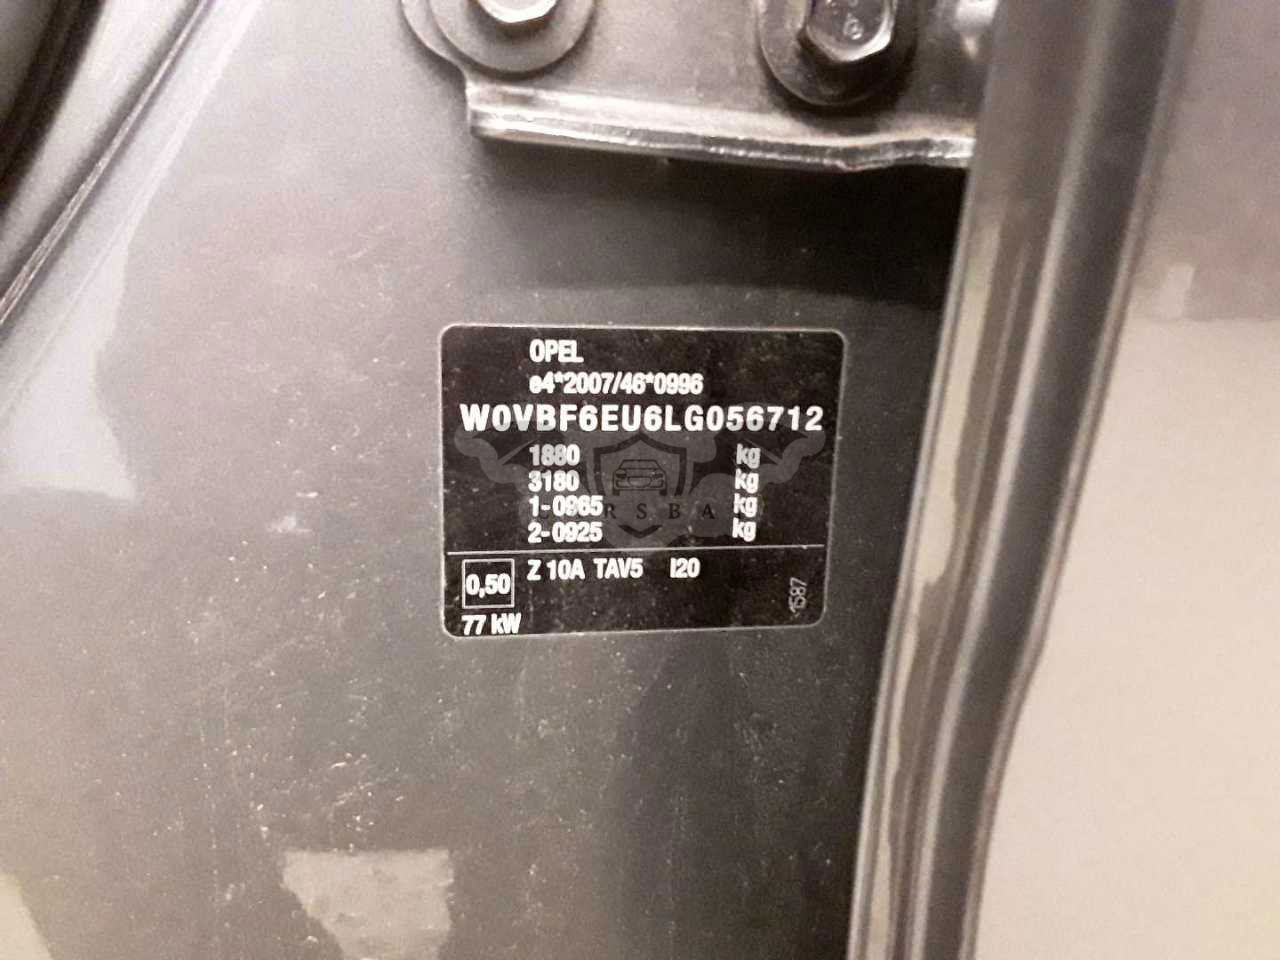 OPEL
e4*2007/46*0996
W0VBF6EU6LG056712
1880 kg
3180 kg
1-0965 kg
2-0925 kg
0,50 Z 10A TAV5 I20
77 kW
1587